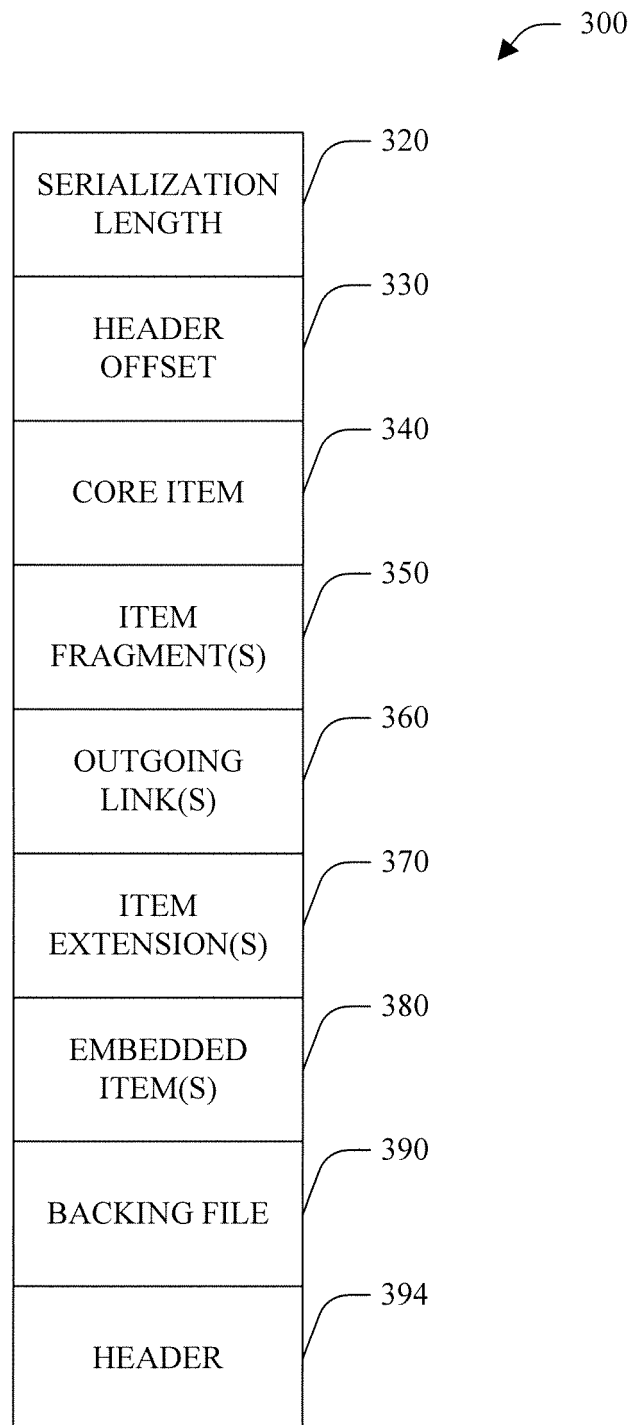 300
320
SERIALIZATION
LENGTH
330
HEADER
OFFSET
340
CORE ITEM
350
ITEM
FRAGMENT(S)
360
OUTGOING
LINK(S)
370
ITEM
EXTENSION(S)
380
EMBEDDED
ITEM(S)
390
BACKING FILE
394
HEADER